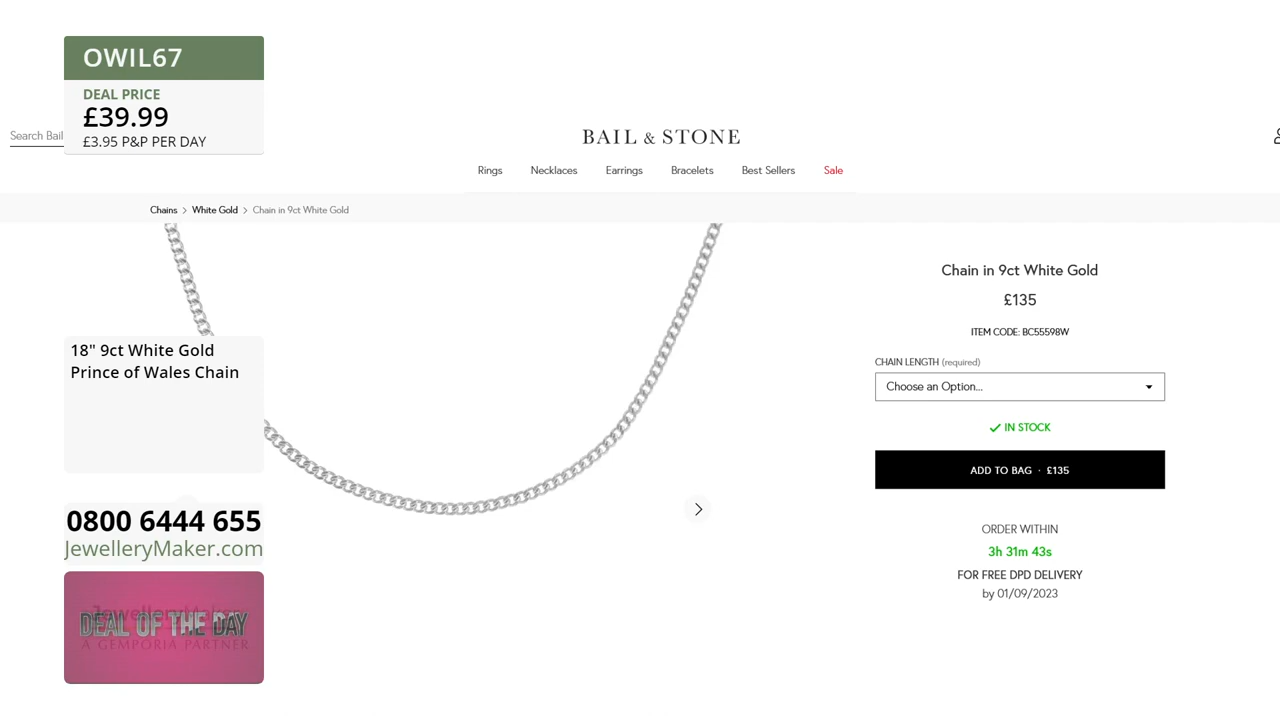 OWIL67
DEAL PRICE
£39.99
£3.95 P&P PER DAY
Search Bail
BAIL & STONE
Rings Necklaces Earrings Bracelets Best Sellers Sale
Chains > White Gold > Chain in 9ct White Gold
Chain in 9ct White Gold
£135
ITEM CODE: BC55598W
CHAIN LENGTH (required)
Choose an Option...
IN STOCK
ADD TO BAG · £135
ORDER WITHIN
3h 31m 43s
FOR FREE DPD DELIVERY
by 01/09/2023
18" 9ct White Gold
Prince of Wales Chain
0800 6444 655
JewelleryMaker.com
JewelleryMaker
DEAL OF THE DAY
A GEMPORIA PARTNER